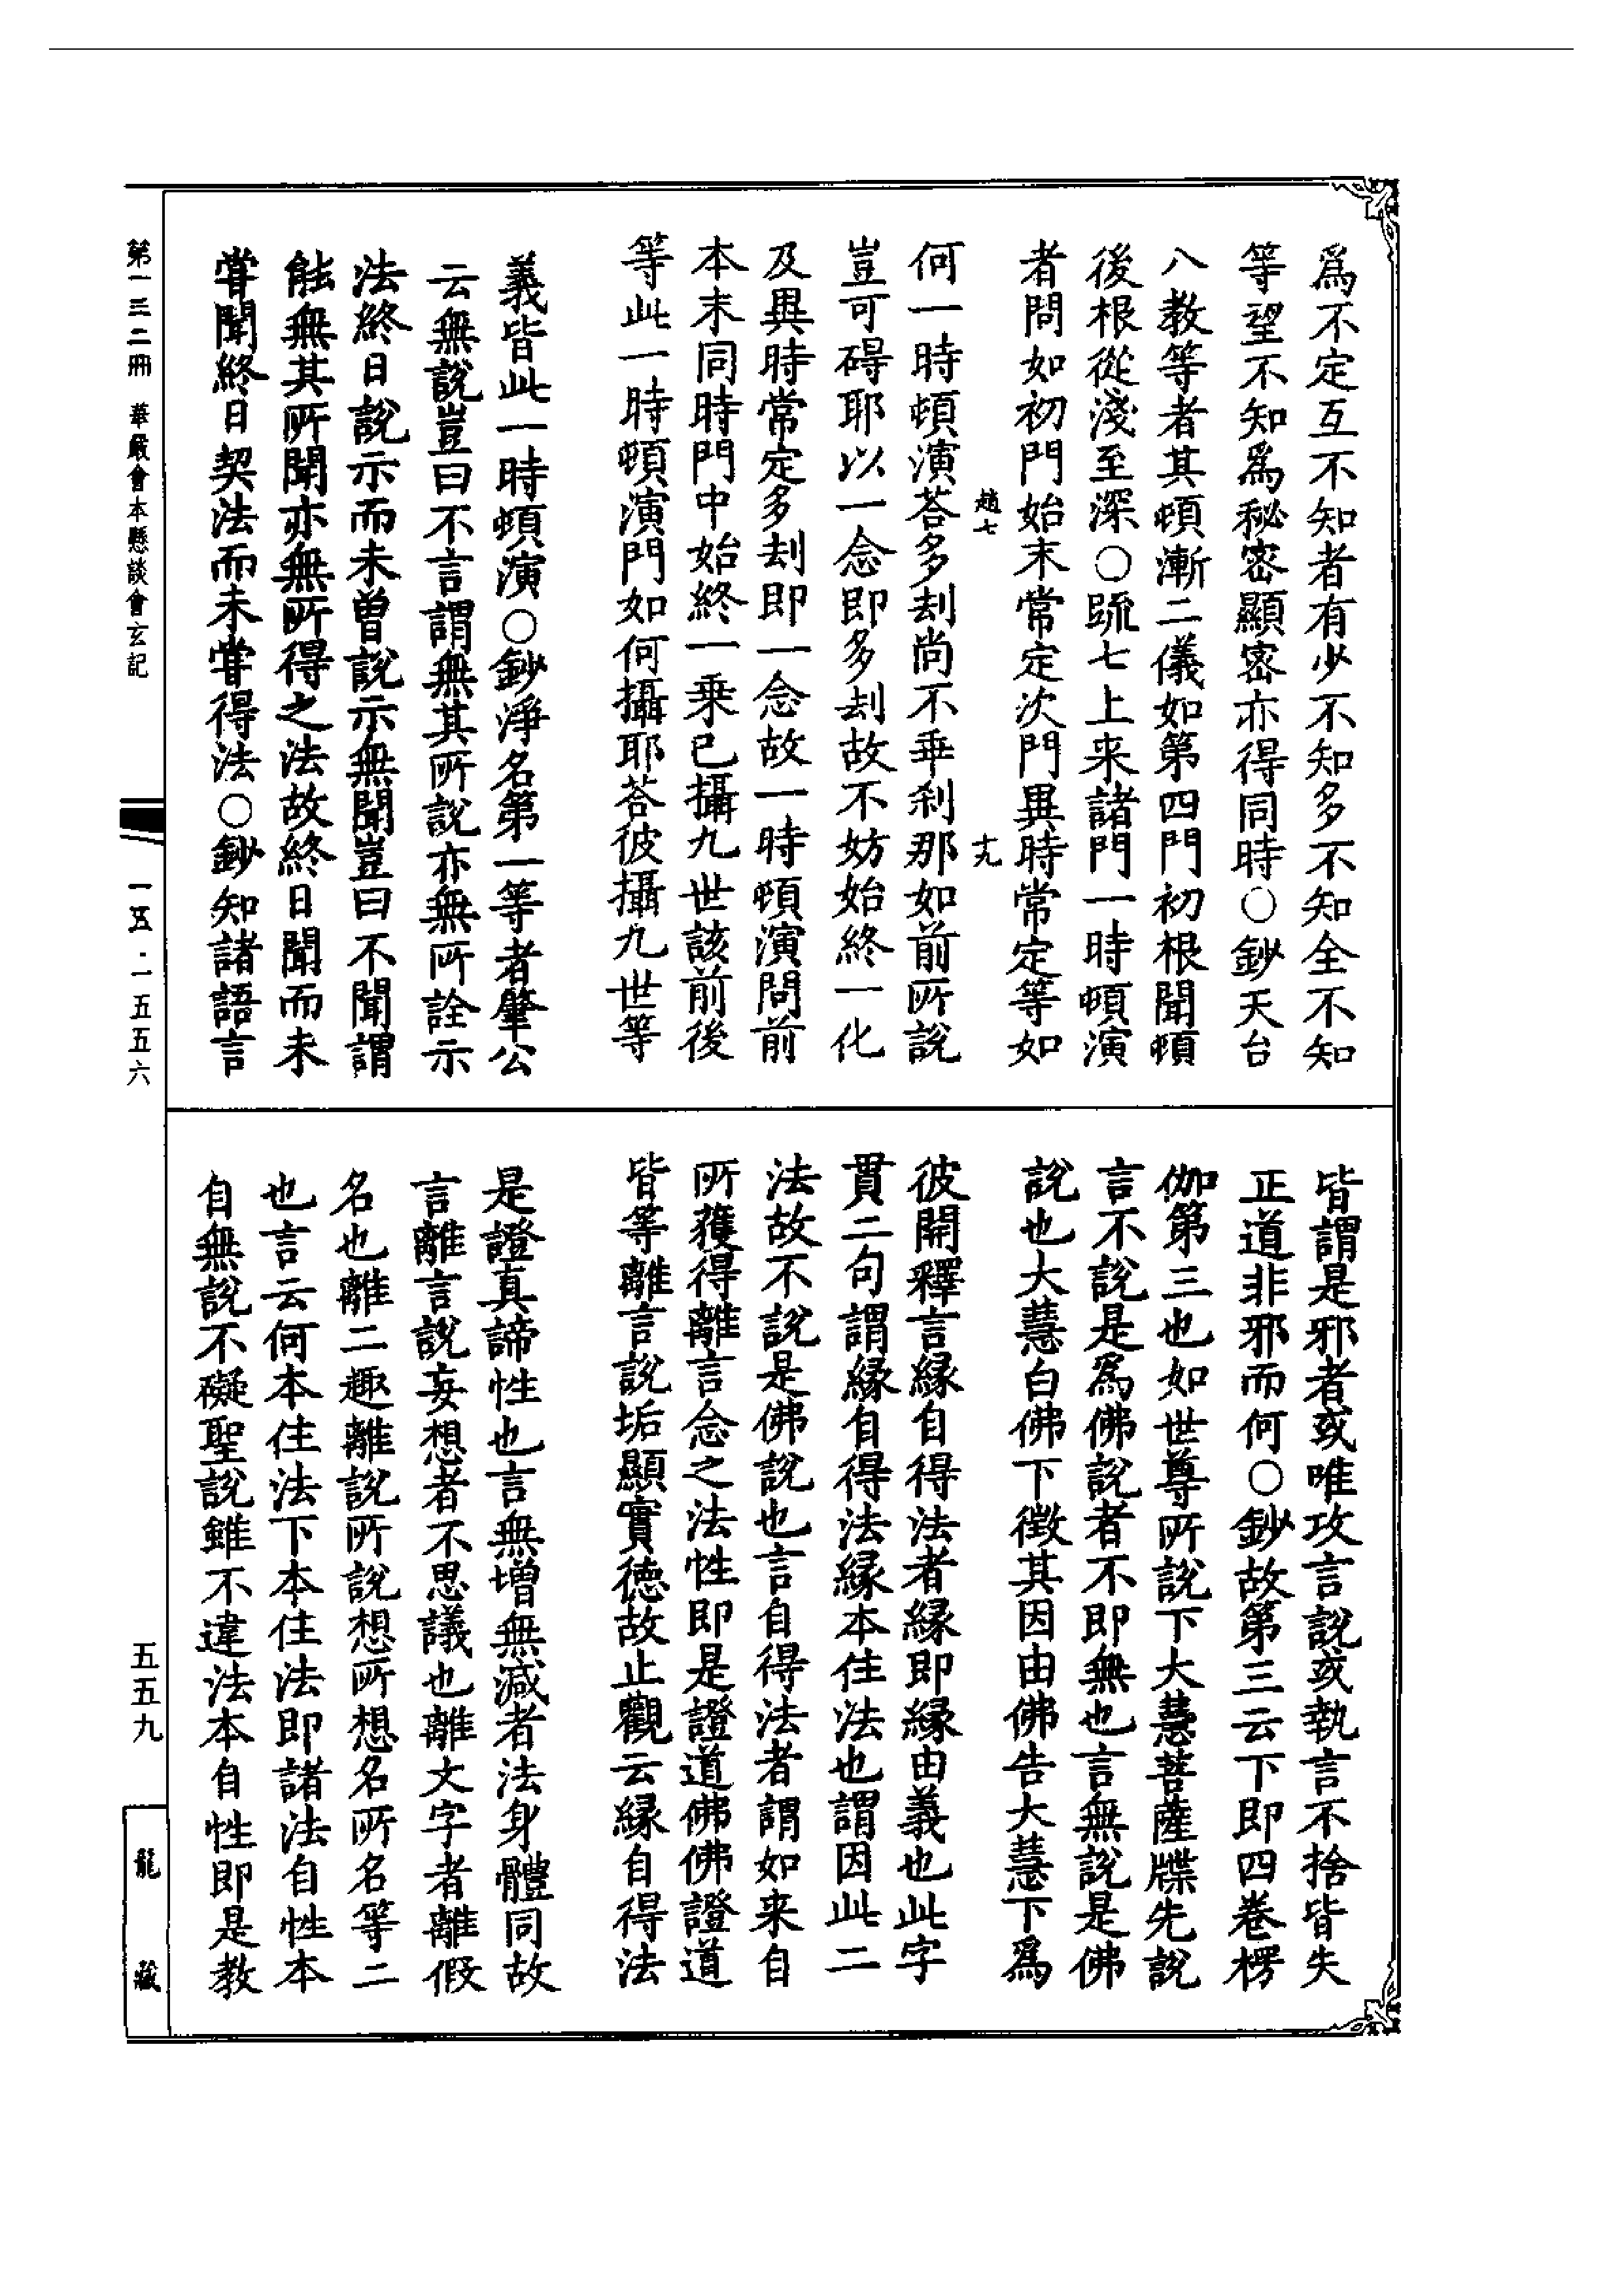 爲不定互不知者有少不知多不知全不知
等望不知爲秘密顯密亦得同時○鈔天台
八教等者其頓漸二儀如第四門初根聞頓
後根從淺至深○䟽七上来諸門一時頓演
者問如初門始末常定次門異時常定等如
趙七 十九
何一時頓演荅多刦尚不乖剎那如前所說
豈可碍耶以一念即多刦故不妨始終一化
及異時常定多刦即一念故一時頓演問前
本末同時門中始終一乘已攝九世該前後
等此一時頓演門如何攝耶荅彼攝九世等
義皆此一時頓演○鈔淨名第一等者肇公
云無說豈曰不言謂無其所說亦無所詮示
法終日說示而未曾說示無聞豈曰不聞謂
能無其所聞亦無所得之法故終日聞而未
甞聞終日契法而未甞得法○鈔知諸語言
皆謂是邪者或唯攻言說或執言不捨皆失
正道非邪而何○鈔故第三云下即四卷楞
伽第三也如世尊所說下大慧菩薩牒先說
言不說是爲佛說者不即無也言無說是佛
說也大慧白佛下徵其因由佛告大慧下爲
彼開釋言緣自得法者緣即緣由義也此字
貫二句謂緣自得法緣本住法也謂因此二
法故不說是佛說也言自得法者謂如来自
所獲得離言念之法性即是證道佛佛證道
皆等離言說垢顯實德故止觀云緣自得法
是證真諦性也言無增無減者法身體同故
言離言說妄想者不思議也離文字者離假
名也離二趣離說所說想所想名所名等二
也言云何本住法下本住法即諸法自性本
自無說不礙聖說雖不違法本自性即是教
第一三二冊 華嚴會本懸談會玄記
一五·一五五六
五五九
龍藏